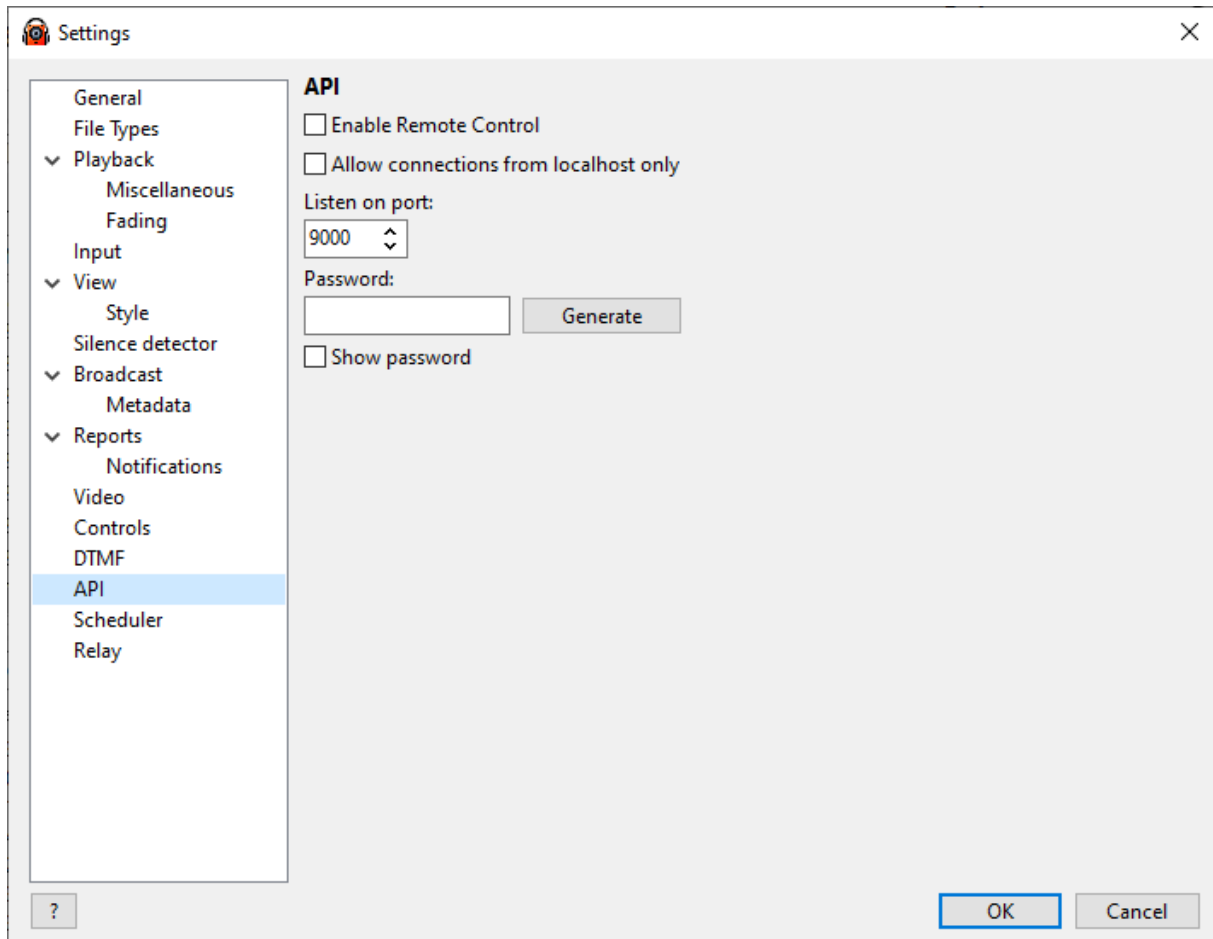 Settings
General
File Types
Playback
Miscellaneous
Fading
Input
View
Style
Silence detector
Broadcast
Metadata
Reports
Notifications
Video
Controls
DTMF
API
Scheduler
Relay
API
Enable Remote Control
Allow connections from localhost only
Listen on port:
9000
Password:
Generate
Show password
?
OK
Cancel